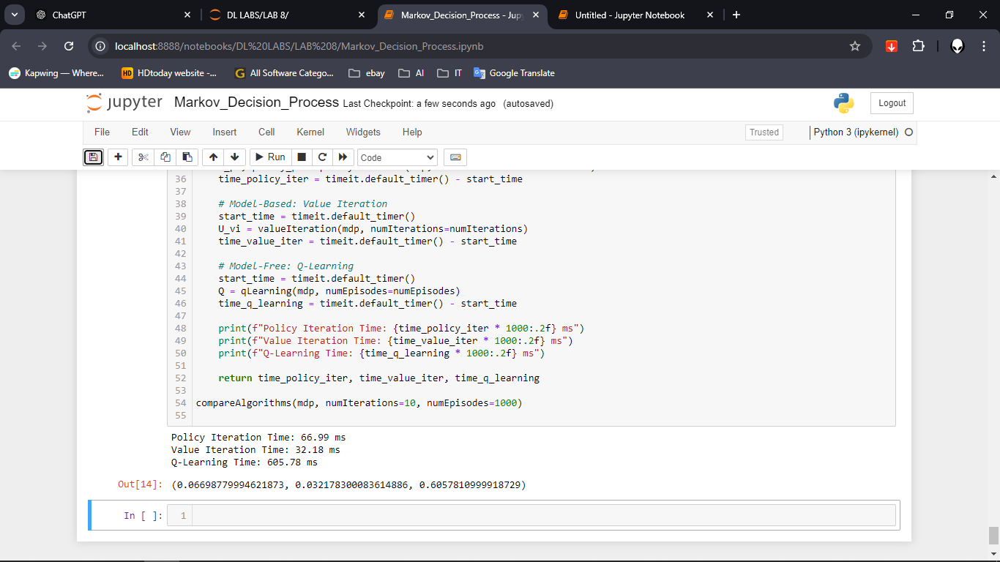 ChatGPT
DL LABS/LAB 8/
Markov_Decision_Process - Jup
Untitled - Jupyter Notebook
localhost:8888/notebooks/DL%20LABS/LAB%208/Markov_Decision_Process.ipynb
Kapwing — Where...
HD HDtoday website -...
G All Software Catego...
ebay
AI
IT
Google Translate
jupyter Markov_Decision_Process Last Checkpoint: a few seconds ago (autosaved)
Logout
File Edit View Insert Cell Kernel Widgets Help
Trusted
Python 3 (ipykernel)
Run
Code
36 time_policy_iter = timeit.default_timer() - start_time
37
38 # Model-Based: Value Iteration
39 start_time = timeit.default_timer()
40 U_vi = valueIteration(mdp, numIterations=numIterations)
41 time_value_iter = timeit.default_timer() - start_time
42
43 # Model-Free: Q-Learning
44 start_time = timeit.default_timer()
45 Q = qLearning(mdp, numEpisodes=numEpisodes)
46 time_q_learning = timeit.default_timer() - start_time
47
48 print(f"Policy Iteration Time: {time_policy_iter * 1000:.2f} ms")
49 print(f"Value Iteration Time: {time_value_iter * 1000:.2f} ms")
50 print(f"Q-Learning Time: {time_q_learning * 1000:.2f} ms")
51
52 return time_policy_iter, time_value_iter, time_q_learning
53
54 compareAlgorithms(mdp, numIterations=10, numEpisodes=1000)
55
Policy Iteration Time: 66.99 ms
Value Iteration Time: 32.18 ms
Q-Learning Time: 605.78 ms
Out[14]: (0.06698779994621873, 0.032178300083614886, 0.6057810999918729)
In [ ]: 1